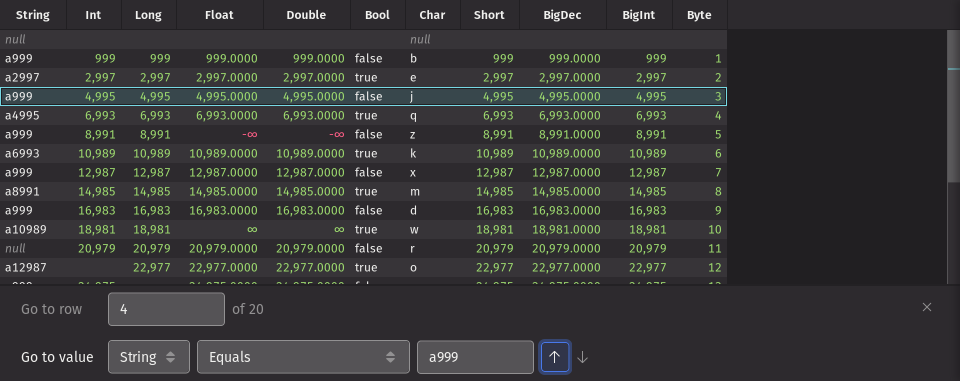 String Int Long Float Double Bool Char Short BigDec BigInt Byte
null null
a999 999 999 999.0000 999.0000 false b 999 999.0000 999 1
a2997 2,997 2,997 2,997.0000 2,997.0000 true e 2,997 2,997.0000 2,997 2
a999 4,995 4,995 4,995.0000 4,995.0000 false j 4,995 4,995.0000 4,995 3
a4995 6,993 6,993 6,993.0000 6,993.0000 true q 6,993 6,993.0000 6,993 4
a999 8,991 8,991 -∞ -∞ false z 8,991 8,991.0000 8,991 5
a6993 10,989 10,989 10,989.0000 10,989.0000 true k 10,989 10,989.0000 10,989 6
a999 12,987 12,987 12,987.0000 12,987.0000 false x 12,987 12,987.0000 12,987 7
a8991 14,985 14,985 14,985.0000 14,985.0000 true m 14,985 14,985.0000 14,985 8
a999 16,983 16,983 16,983.0000 16,983.0000 false d 16,983 16,983.0000 16,983 9
a10989 18,981 18,981 ∞ ∞ true w 18,981 18,981.0000 18,981 10
null 20,979 20,979 20,979.0000 20,979.0000 false r 20,979 20,979.0000 20,979 11
a12987 22,977 22,977.0000 22,977.0000 true o 22,977 22,977.0000 22,977 12
Go to row 4 of 20
Go to value String Equals a999